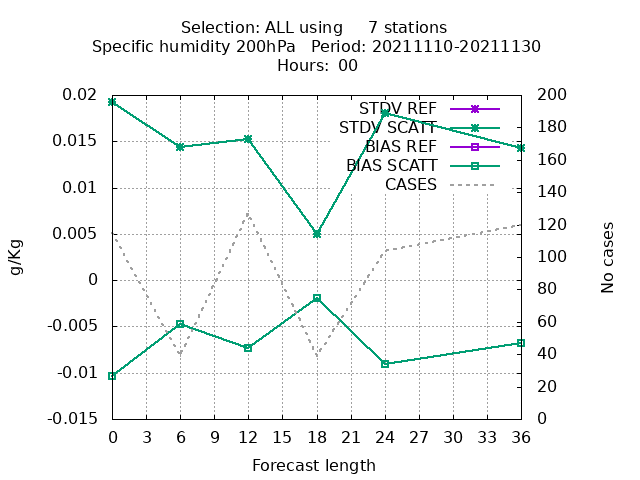 Selection: ALL using     7 stations
Specific humidity 200hPa   Period: 20211110-20211130
Hours: 00
0.02
0.015
0.01
0.005
0
-0.005
-0.01
-0.015
g/Kg
STDV REF
STDV SCATT
BIAS REF
BIAS SCATT
CASES
200
180
160
140
120
100
80
60
40
20
0
No cases
0 3 6 9 12 15 18 21 24 27 30 33 36
Forecast length